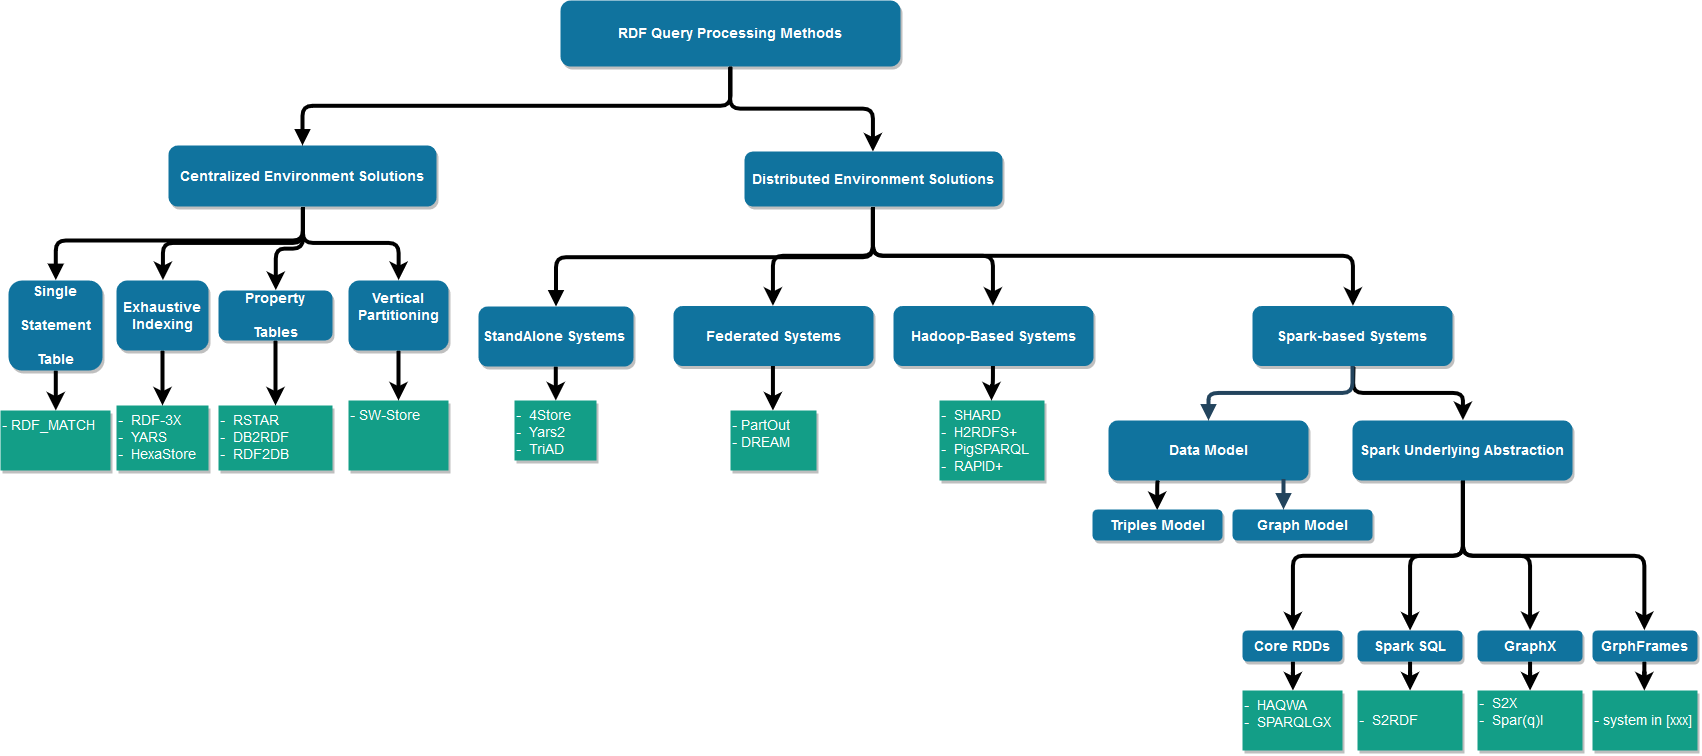 RDF Query Processing Methods
Centralized Environment Solutions
Distributed Environment Solutions
Single
Statement
Table
Exhaustive
Indexing
Property
Tables
Vertical
Partitioning
StandAlone Systems
Federated Systems
Hadoop-Based Systems
Spark-based Systems
- RDF_MATCH
- RDF-3X
- YARS
- HexaStore
- RSTAR
- DB2RDF
- RDF2DB
- SW-Store
- 4Store
- Yars2
- TriAD
- PartOut
- DREAM
- SHARD
- H2RDFS+
- PigSPARQL
- RAPID+
Data Model
Spark Underlying Abstraction
Triples Model
Graph Model
Core RDDs
Spark SQL
GraphX
GrphFrames
- HAQWA
- SPARQLGX
- S2RDF
- S2X
- Spar(q)l
- system in [xxx]